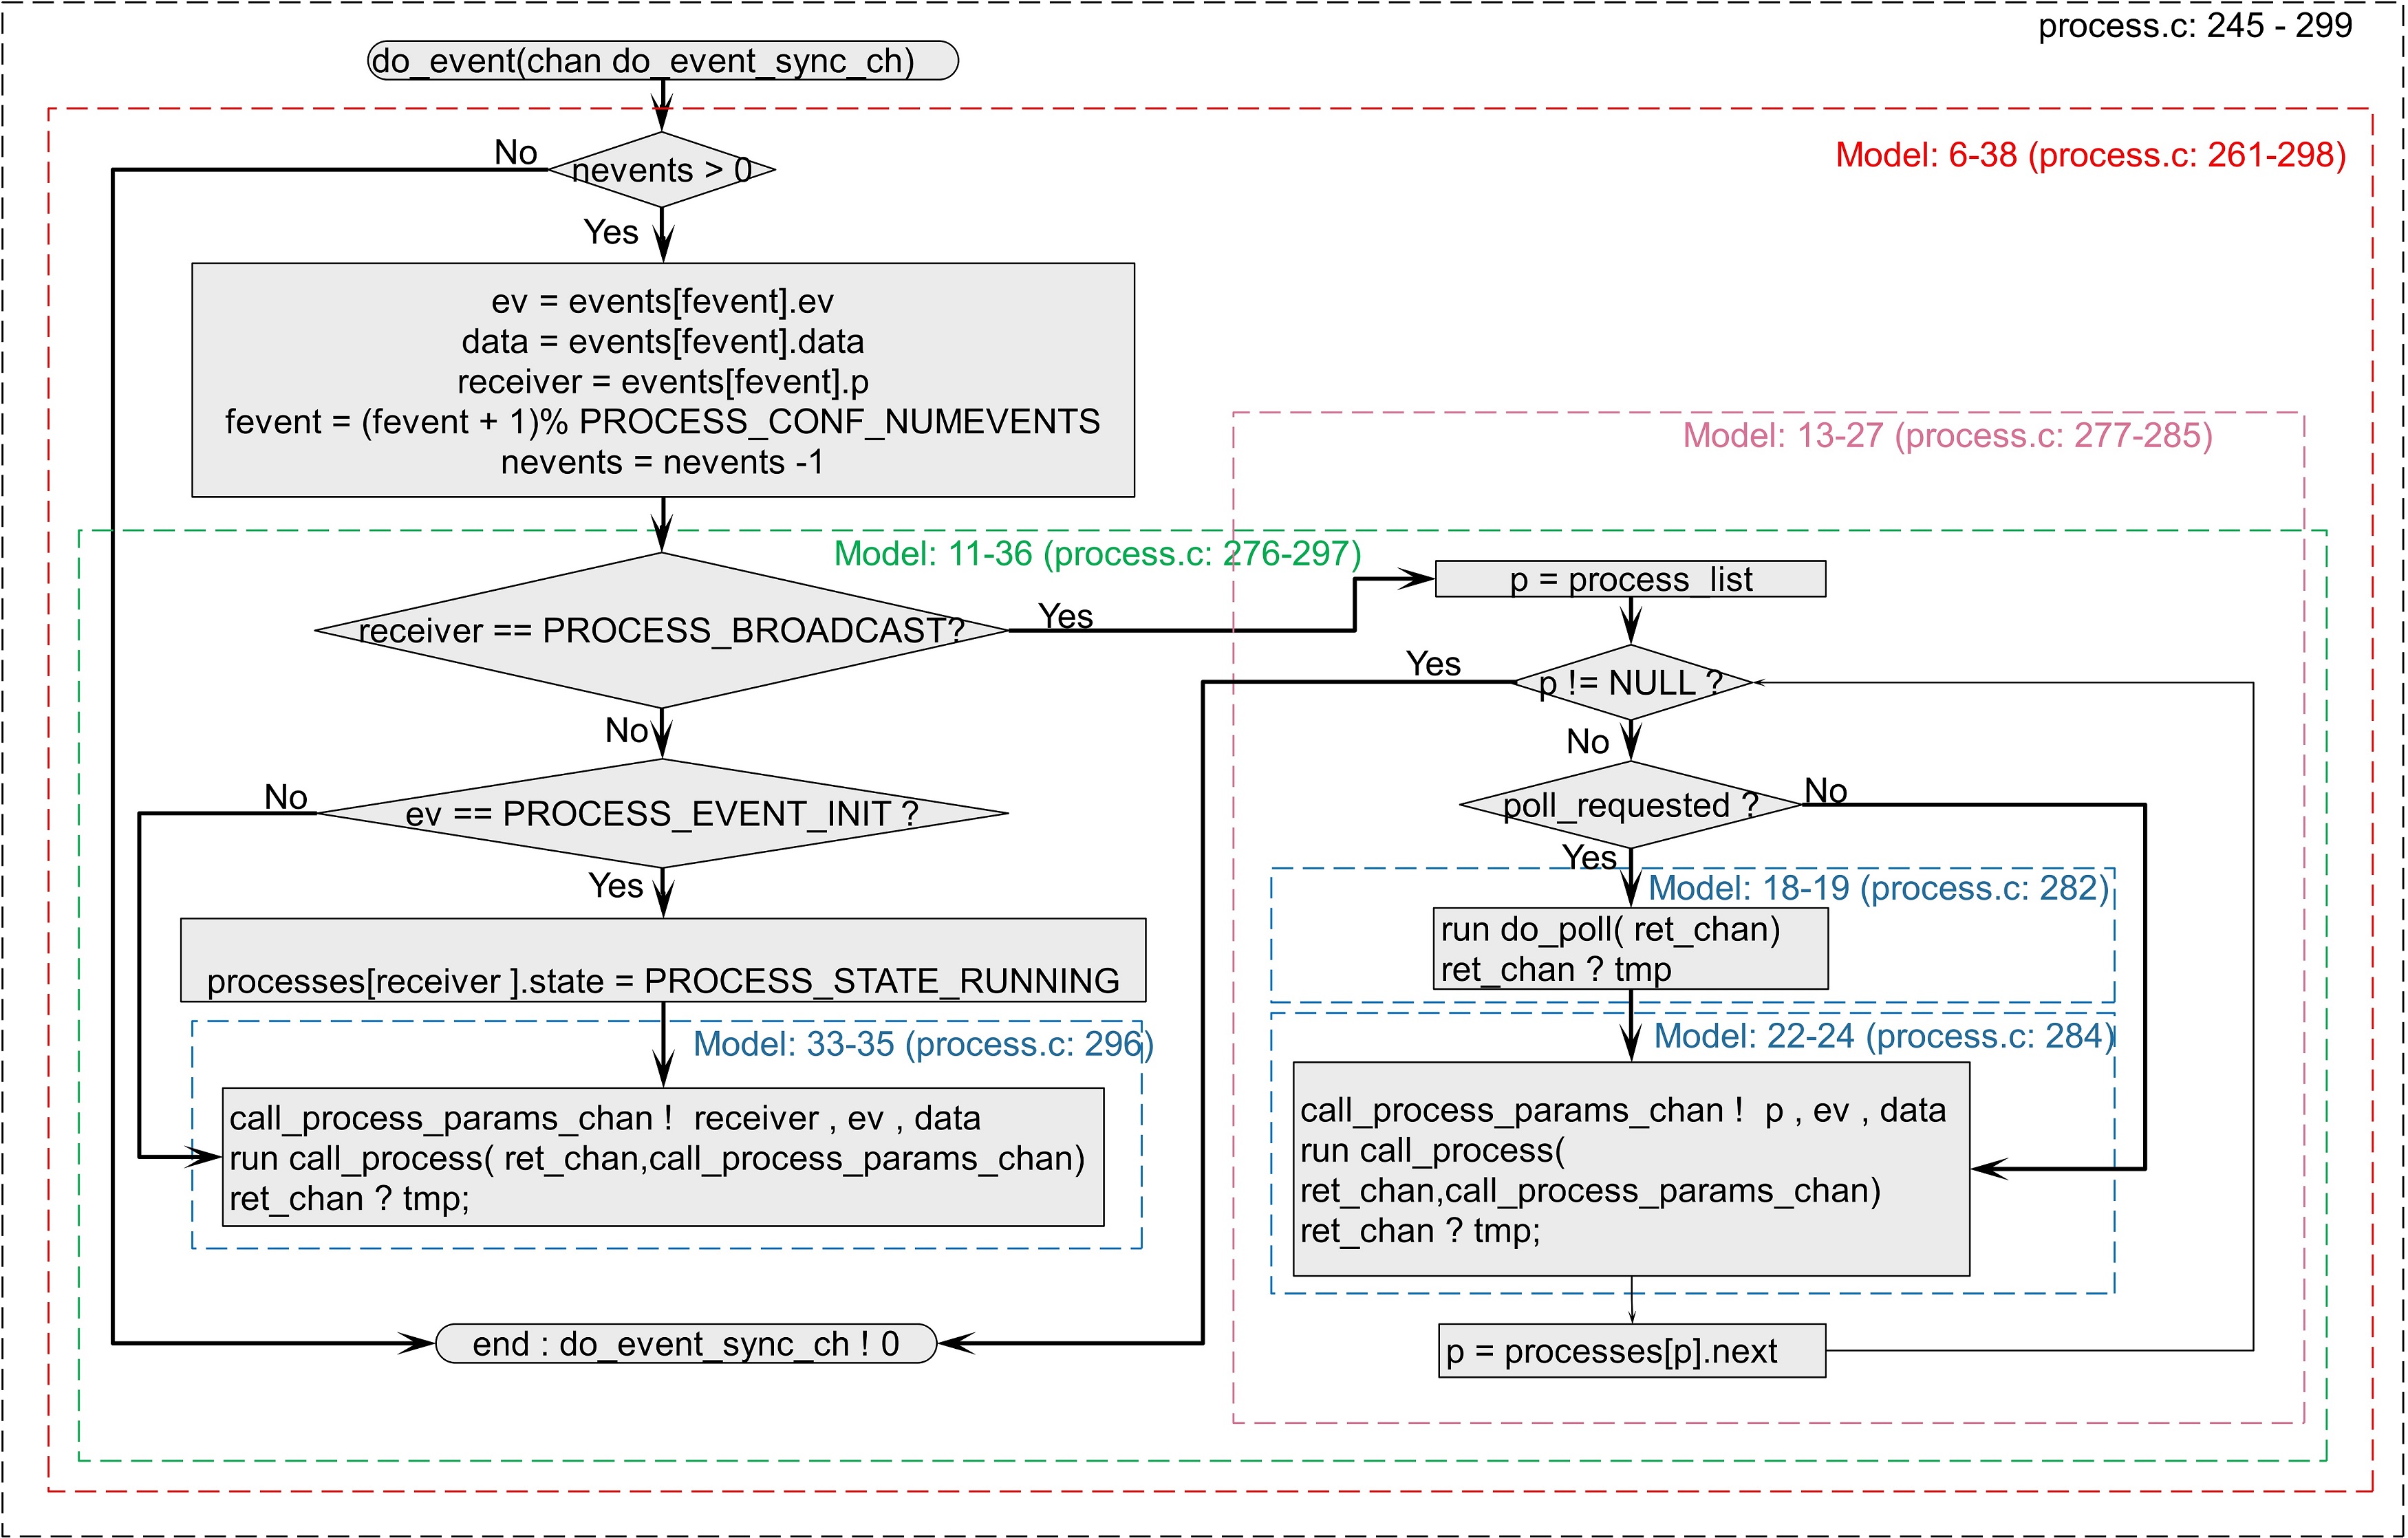 process.c: 245 - 299
do_event(chan do_event_sync_ch)
Model: 6-38 (process.c: 261-298)
No
nevents > 0
Yes
ev = events[fevent].ev
data = events[fevent].data
receiver = events[fevent].p
fevent = (fevent + 1)% PROCESS_CONF_NUMEVENTS
nevents = nevents -1
Model: 13-27 (process.c: 277-285)
Model: 11-36 (process.c: 276-297)
receiver == PROCESS_BROADCAST?
Yes
No
ev == PROCESS_EVENT_INIT ?
No
Yes
processes[receiver ].state = PROCESS_STATE_RUNNING
Model: 33-35 (process.c: 296)
call_process_params_chan !  receiver , ev , data
run call_process( ret_chan,call_process_params_chan)
ret_chan ? tmp;
end : do_event_sync_ch ! 0
p = process_list
Yes
p != NULL ?
No
poll_requested ?
No
Yes
Model: 18-19 (process.c: 282)
run do_poll( ret_chan)
ret_chan ? tmp
Model: 22-24 (process.c: 284)
call_process_params_chan !  p , ev , data
run call_process(
ret_chan,call_process_params_chan)
ret_chan ? tmp;
p = processes[p].next